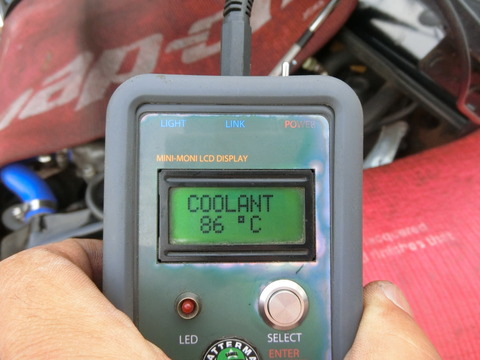 LIGHT LINK POWER
MINI-MONI LCD DISPLAY
COOLANT
86 °C
LED SELECT
ENTER